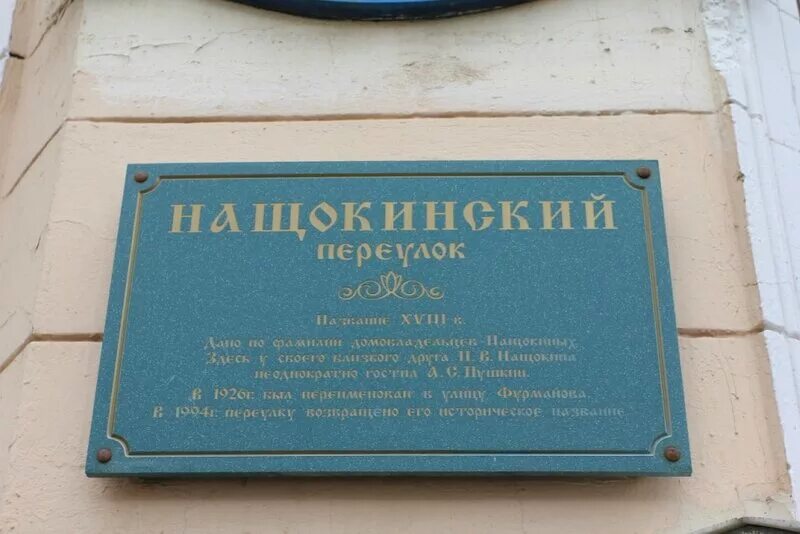 НАЩОКИНСКИЙ
ПЕРЕУЛОК
Название XVIII в.
Дано по фамилии домовладельцев Нащокиных.
Здесь у своего близкого друга П. В. Нащокина
неоднократно гостил А. С. Пушкин.
В 1926г. был переименован в улицу Фурманова.
В 1994г. переулку возвращено его историческое название